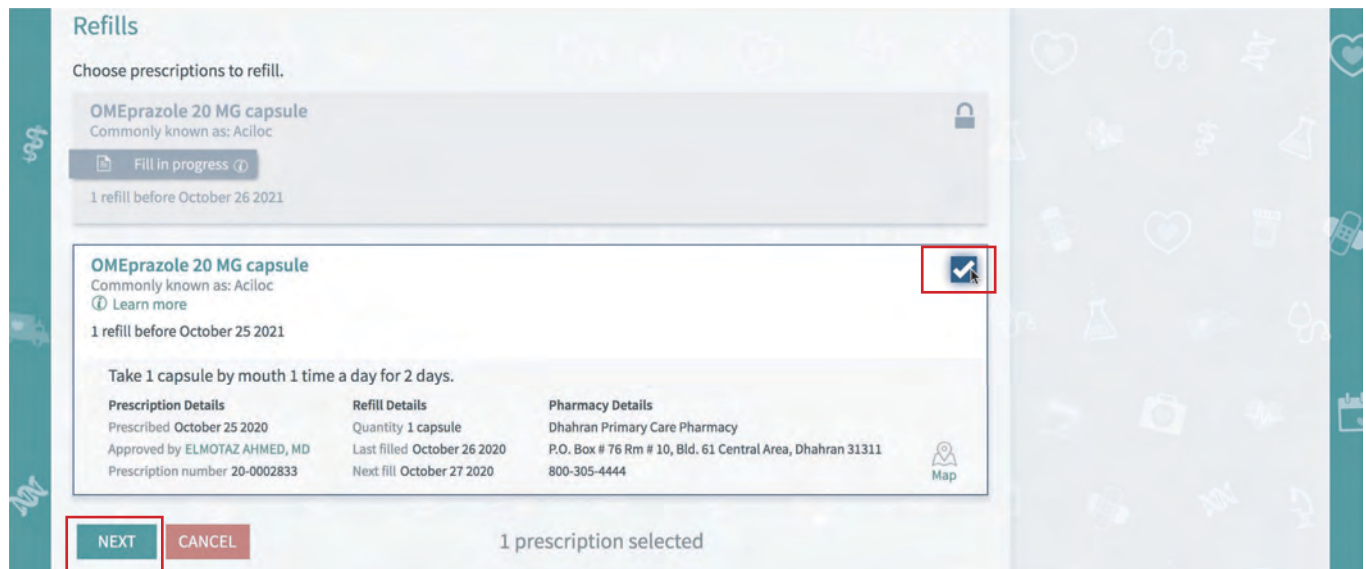 Refills
Choose prescriptions to refill.
OMEprazole 20 MG capsule
Commonly known as: Aciloc
Fill in progress
1 refill before October 26 2021
OMEprazole 20 MG capsule
Commonly known as: Aciloc
Learn more
1 refill before October 25 2021
Take 1 capsule by mouth 1 time a day for 2 days.
Prescription Details Refill Details Pharmacy Details
Prescribed October 25 2020 Quantity 1 capsule Dhahran Primary Care Pharmacy
Approved by ELMOTAZ AHMED, MD Last filled October 26 2020 P.O. Box # 76 Rm # 10, Bld. 61 Central Area, Dhahran 31311
Prescription number 20-0002833 Next fill October 27 2020 800-305-4444
Map
NEXT CANCEL 1 prescription selected